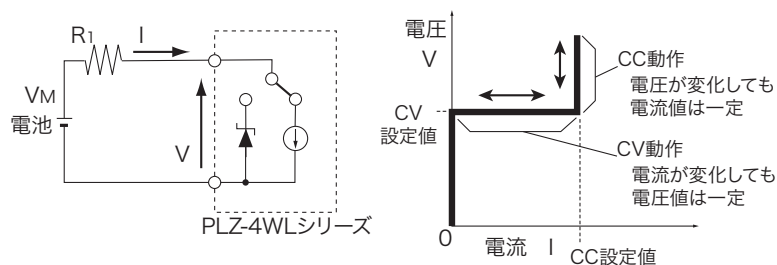 R1
I
VM
電池
V
PLZ-4WLシリーズ
電圧
V
CV
設定値
0
電流 I
CC設定値
CC動作
電圧が変化しても
電流値は一定
CV動作
電流が変化しても
電圧値は一定